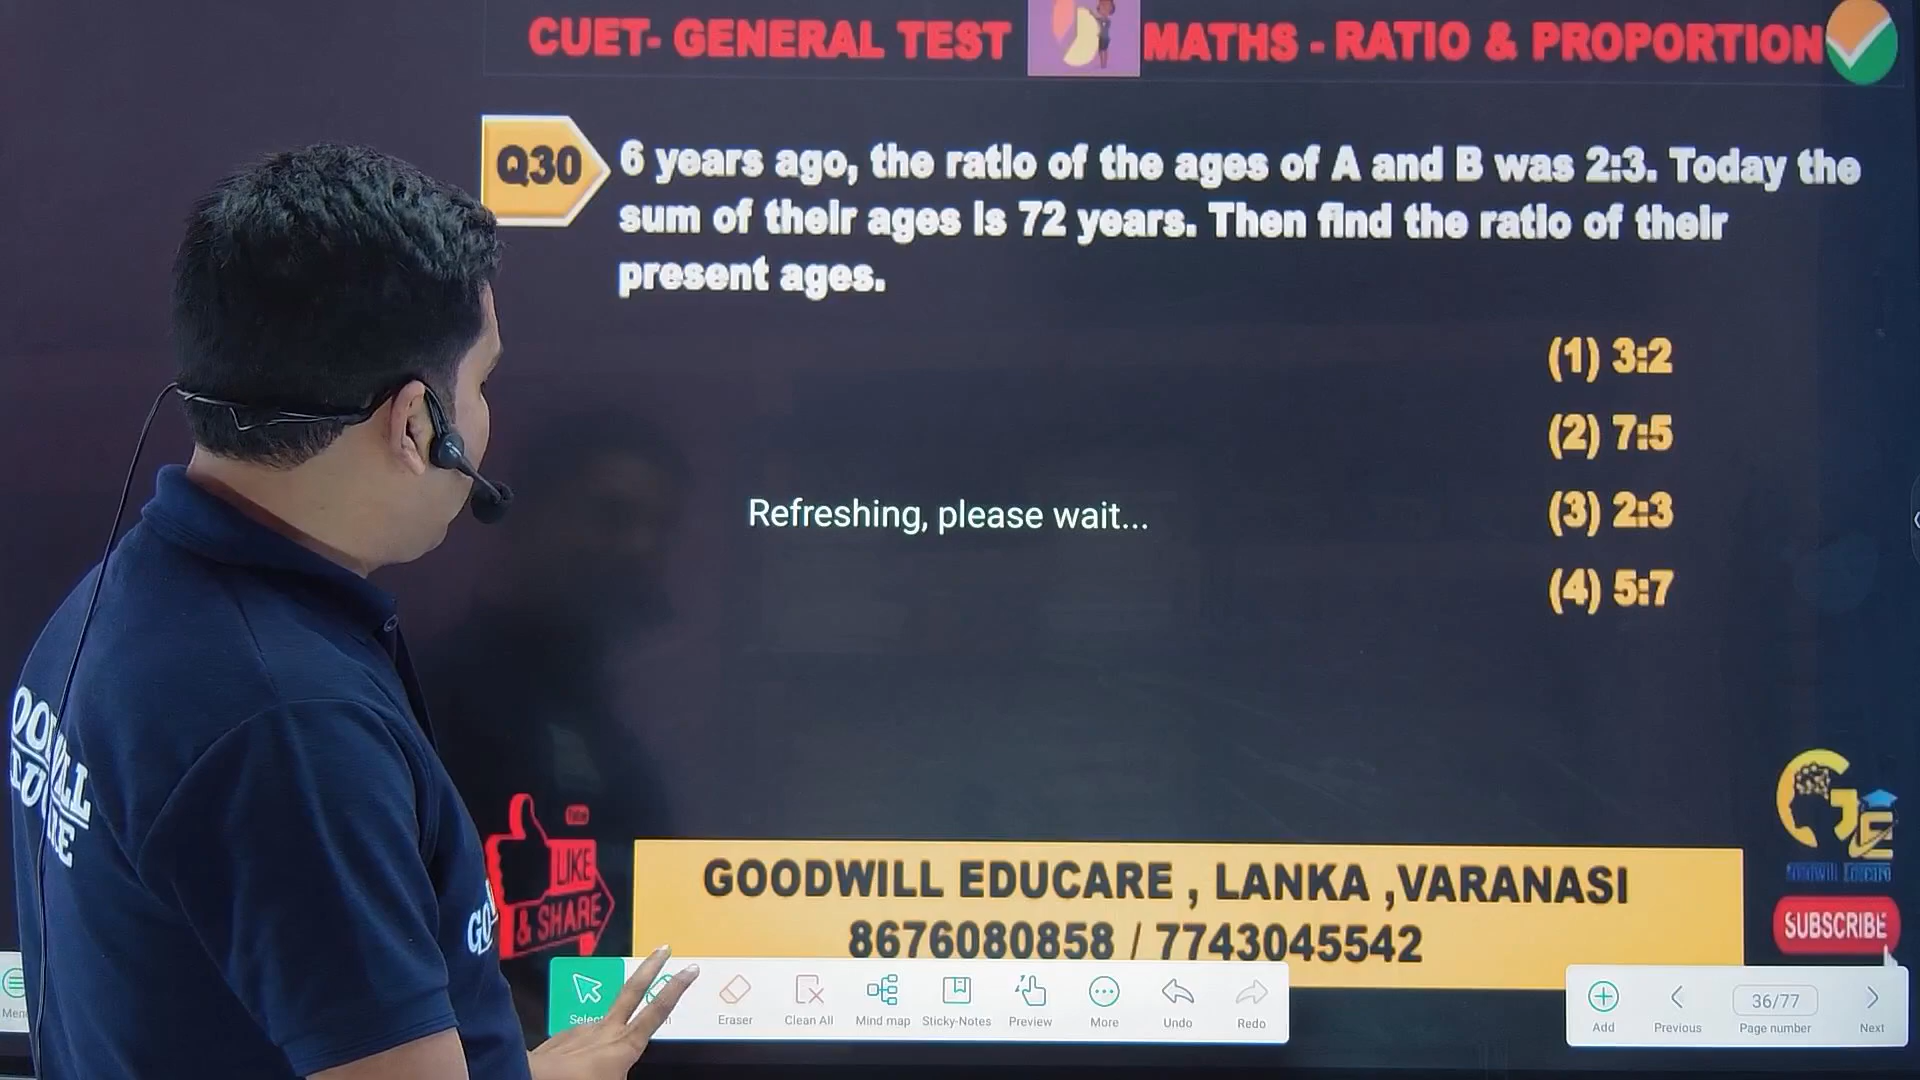 CUET- GENERAL TEST MATHS - RATIO & PROPORTION
Q30 6 years ago, the ratio of the ages of A and B was 2:3. Today the
sum of their ages is 72 years. Then find the ratio of their
present ages.
(1) 3:2
(2) 7:5
(3) 2:3
(4) 5:7
Refreshing, please wait...
LIKE
& SHARE
GOODWILL EDUCARE , LANKA ,VARANASI
8676080858 / 7743045542
Goodwill Educare
SUBSCRIBE
Select Eraser Clean All Mind map Sticky-Notes Preview More Undo Redo
Add Previous 36/77 Page number Next